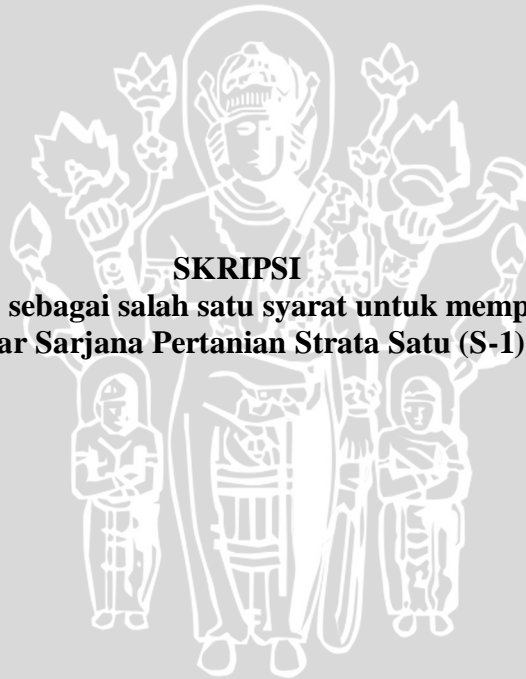 SKRIPSI
sebagai salah satu syarat untuk memp
ar Sarjana Pertanian Strata Satu (S-1)